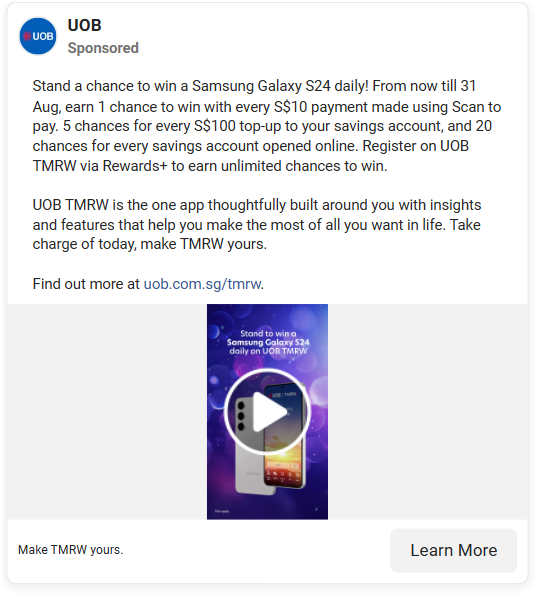 UOB
UOB
Sponsored
Stand a chance to win a Samsung Galaxy S24 daily! From now till 31
Aug, earn 1 chance to win with every S$10 payment made using Scan to
pay. 5 chances for every S$100 top-up to your savings account, and 20
chances for every savings account opened online. Register on UOB
TMRW via Rewards+ to earn unlimited chances to win.
UOB TMRW is the one app thoughtfully built around you with insights
and features that help you make the most of all you want in life. Take
charge of today, make TMRW yours.
Find out more at uob.com.sg/tmrw.
Stand to win a
Samsung Galaxy S24
daily on UOB TMRW
Make TMRW yours.
Learn More